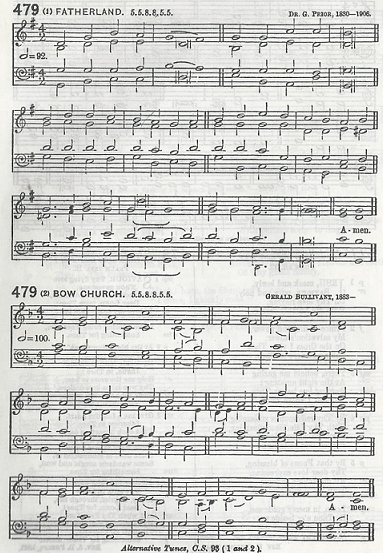 479 (1) FATHERLAND. 5.5.8.8.5.5. DR. G. PRIOR, 1830—1906.
𝅗𝅥=92.
A - men.
479 (2) BOW CHURCH. 5.5.8.8.5.5. GERALD BULLIVANT, 1883—
𝅗𝅥=100.
A - men.
Alternative Tunes, C.S. 93 (1 and 2).